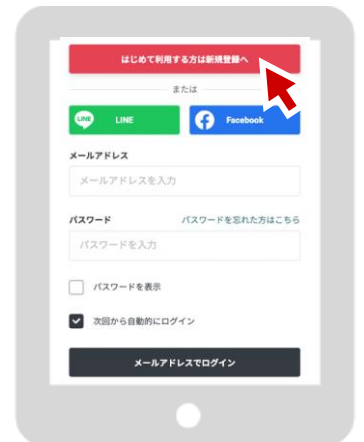 はじめて利用する方は新規登録へ
または
LINE LINE
Facebook
メールアドレス
メールアドレスを入力
パスワード パスワードを忘れた方はこちら
パスワードを入力
パスワードを表示
次回から自動的にログイン
メールアドレスでログイン